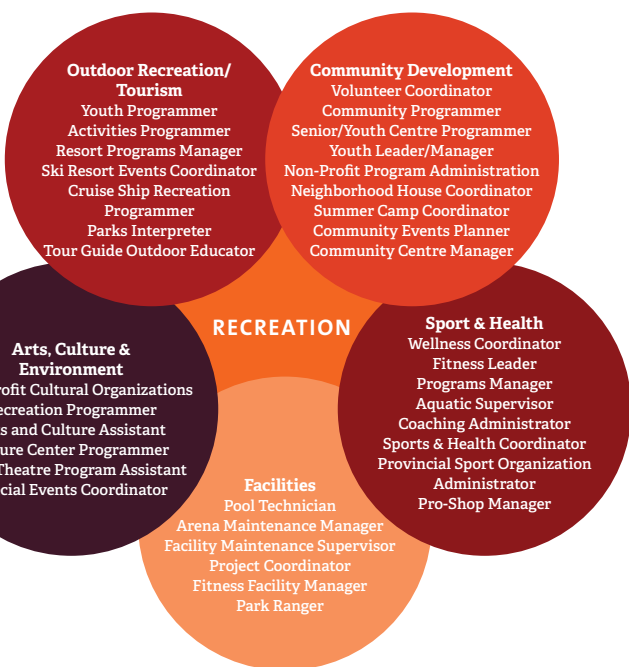 Outdoor Recreation/
Tourism
Youth Programmer
Activities Programmer
Resort Programs Manager
Ski Resort Events Coordinator
Cruise Ship Recreation
Programmer
Parks Interpreter
Tour Guide Outdoor Educator
Community Development
Volunteer Coordinator
Community Programmer
Senior/Youth Centre Programmer
Youth Leader/Manager
Non-Profit Program Administration
Neighborhood House Coordinator
Summer Camp Coordinator
Community Events Planner
Community Centre Manager
RECREATION
Arts, Culture &
Environment
Cultural Organizations
Programmer
and Culture Assistant
Center Programmer
Theatre Program Assistant
Events Coordinator
Sport & Health
Wellness Coordinator
Fitness Leader
Programs Manager
Aquatic Supervisor
Coaching Administrator
Sports & Health Coordinator
Provincial Sport Organization
Administrator
Pro-Shop Manager
Facilities
Pool Technician
Arena Maintenance Manager
Facility Maintenance Supervisor
Project Coordinator
Fitness Facility Manager
Park Ranger